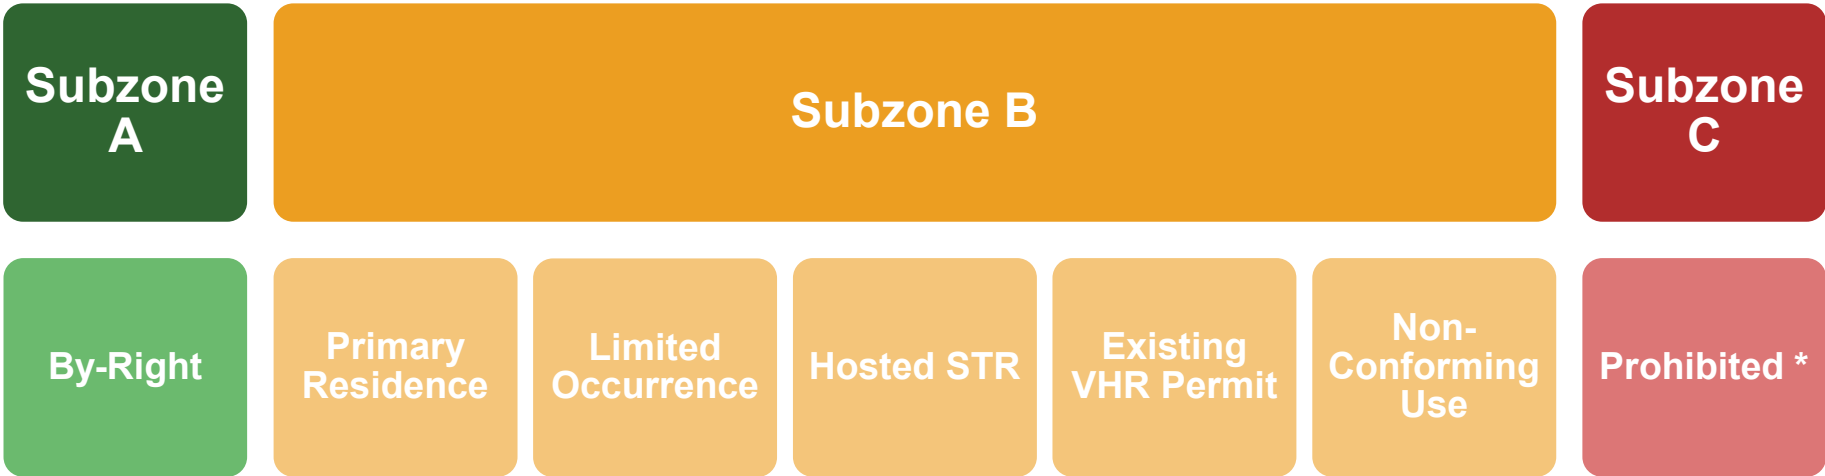 Subzone
A
Subzone B
Subzone
C
By-Right
Primary
Residence
Limited
Occurrence
Hosted STR
Existing
VHR Permit
Non-
Conforming
Use
Prohibited *